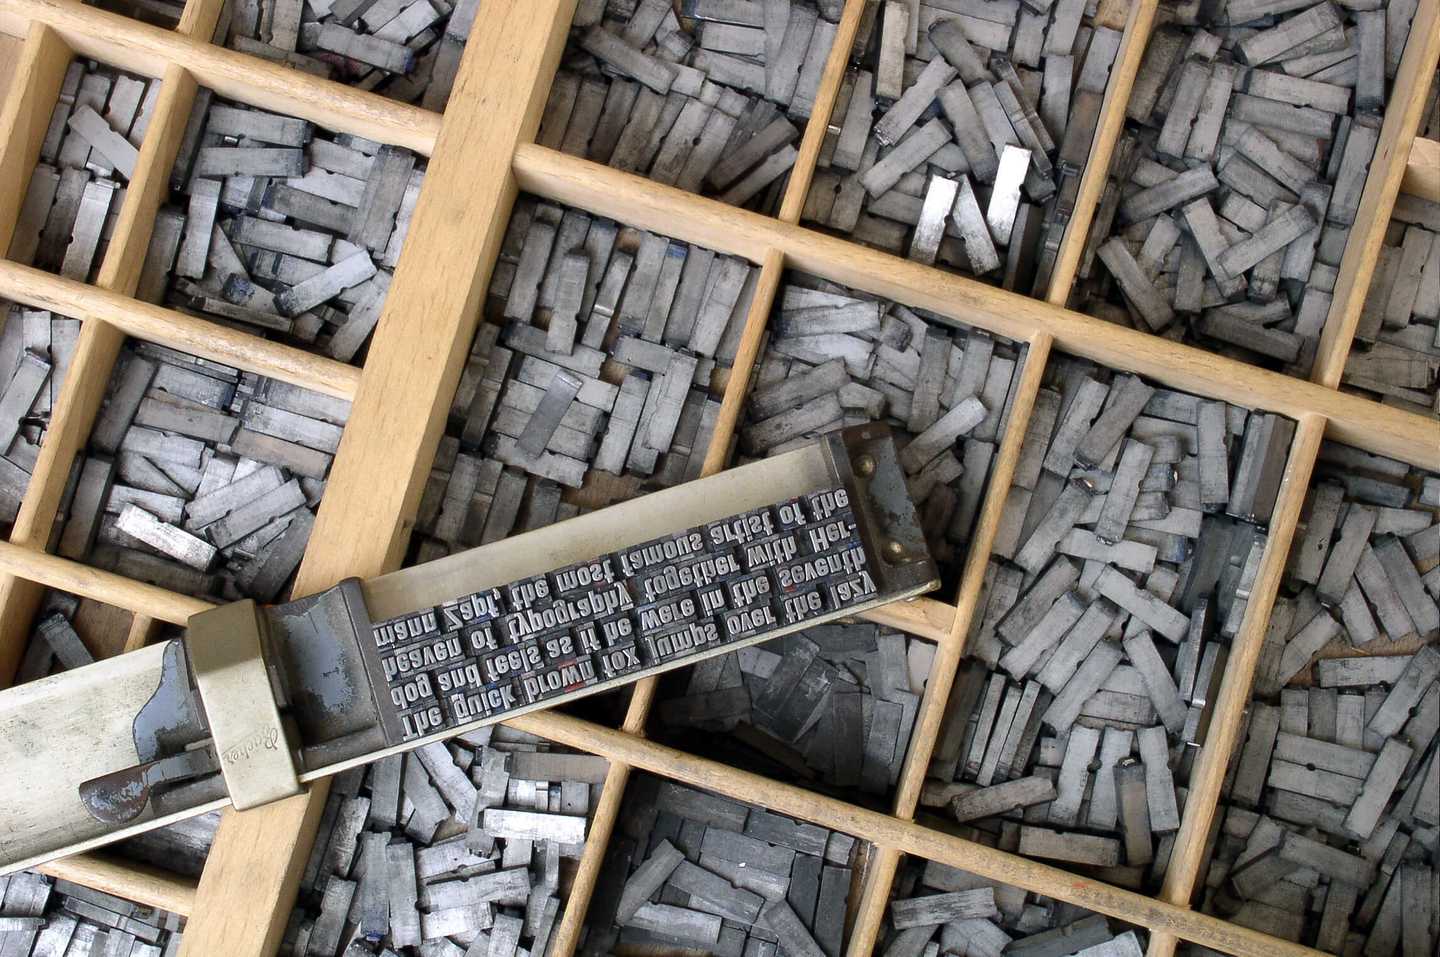 The quick brown fox jumps over the lazy
dog and feels as if he were in the seventh
heaven of typography together with Her-
mann Zapf, the most famous artist of the